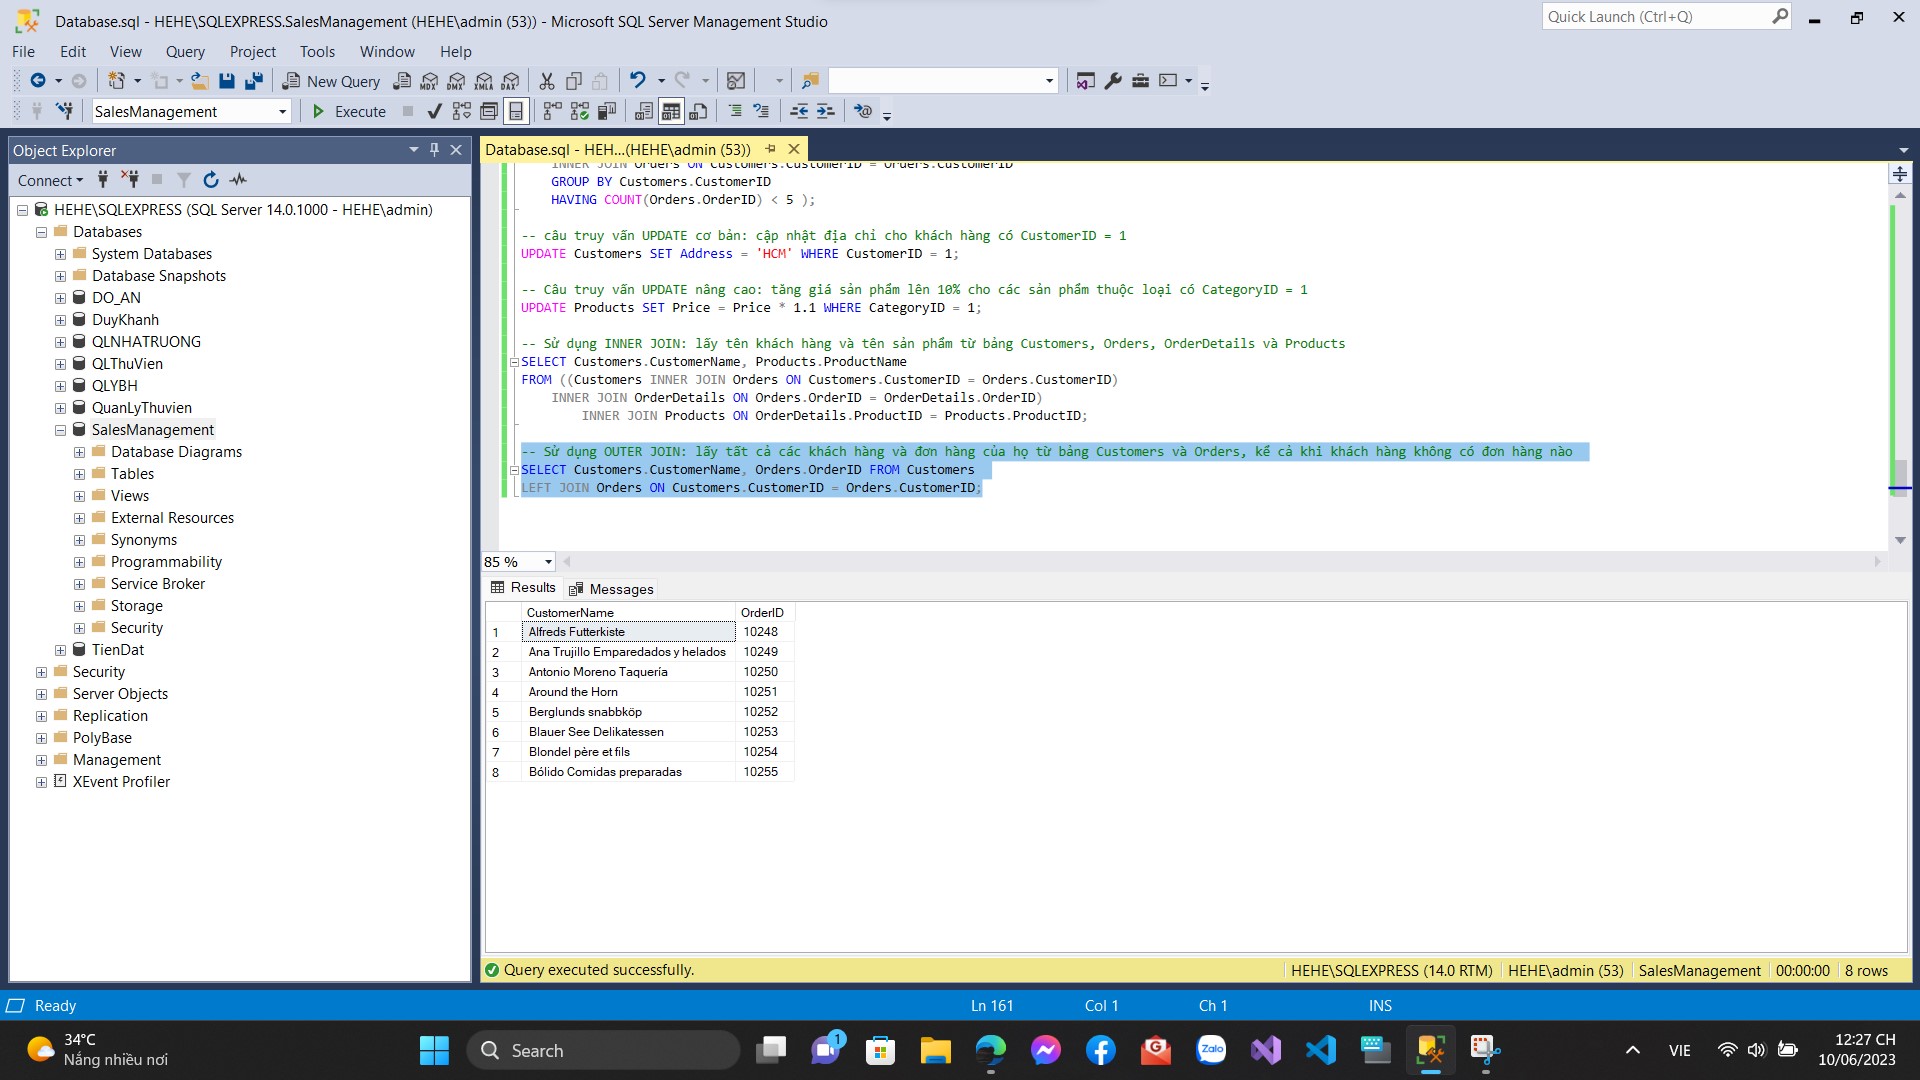 Database.sql - HEHE\SQLEXPRESS.SalesManagement (HEHE\admin (53)) - Microsoft SQL Server Management Studio
Quick Launch (Ctrl+Q)
File Edit View Query Project Tools Window Help
New Query
MDX DMX XMLA DAX
SalesManagement
Execute
Object Explorer
Connect
HEHE\SQLEXPRESS (SQL Server 14.0.1000 - HEHE\admin)
Databases
System Databases
Database Snapshots
DO_AN
DuyKhanh
QLNHATRUONG
QLThuVien
QLYBH
QuanLyThuvien
SalesManagement
Database Diagrams
Tables
Views
External Resources
Synonyms
Programmability
Service Broker
Storage
Security
TienDat
Security
Server Objects
Replication
PolyBase
Management
XEvent Profiler
Database.sql - HEH...(HEHE\admin (53))
INNER JOIN Orders ON Customers.CustomerID = Orders.CustomerID
GROUP BY Customers.CustomerID
HAVING COUNT(Orders.OrderID) < 5 );
-- câu truy vấn UPDATE cơ bản: cập nhật địa chỉ cho khách hàng có CustomerID = 1
UPDATE Customers SET Address = 'HCM' WHERE CustomerID = 1;
-- Câu truy vấn UPDATE nâng cao: tăng giá sản phẩm lên 10% cho các sản phẩm thuộc loại có CategoryID = 1
UPDATE Products SET Price = Price * 1.1 WHERE CategoryID = 1;
-- Sử dụng INNER JOIN: lấy tên khách hàng và tên sản phẩm từ bảng Customers, Orders, OrderDetails và Products
SELECT Customers.CustomerName, Products.ProductName
FROM ((Customers INNER JOIN Orders ON Customers.CustomerID = Orders.CustomerID)
INNER JOIN OrderDetails ON Orders.OrderID = OrderDetails.OrderID)
INNER JOIN Products ON OrderDetails.ProductID = Products.ProductID;
-- Sử dụng OUTER JOIN: lấy tất cả các khách hàng và đơn hàng của họ từ bảng Customers và Orders, kể cả khi khách hàng không có đơn hàng nào
SELECT Customers.CustomerName, Orders.OrderID FROM Customers
LEFT JOIN Orders ON Customers.CustomerID = Orders.CustomerID;
85 %
Results Messages
CustomerName OrderID
1 Alfreds Futterkiste 10248
2 Ana Trujillo Emparedados y helados 10249
3 Antonio Moreno Taquería 10250
4 Around the Horn 10251
5 Berglunds snabbköp 10252
6 Blauer See Delikatessen 10253
7 Blondel père et fils 10254
8 Bólido Comidas preparadas 10255
Query executed successfully.
HEHE\SQLEXPRESS (14.0 RTM) HEHE\admin (53) SalesManagement 00:00:00 8 rows
Ready
Ln 161 Col 1 Ch 1 INS
34°C
Nắng nhiều nơi
Search
1
Zalo
VIE
12:27 CH
10/06/2023